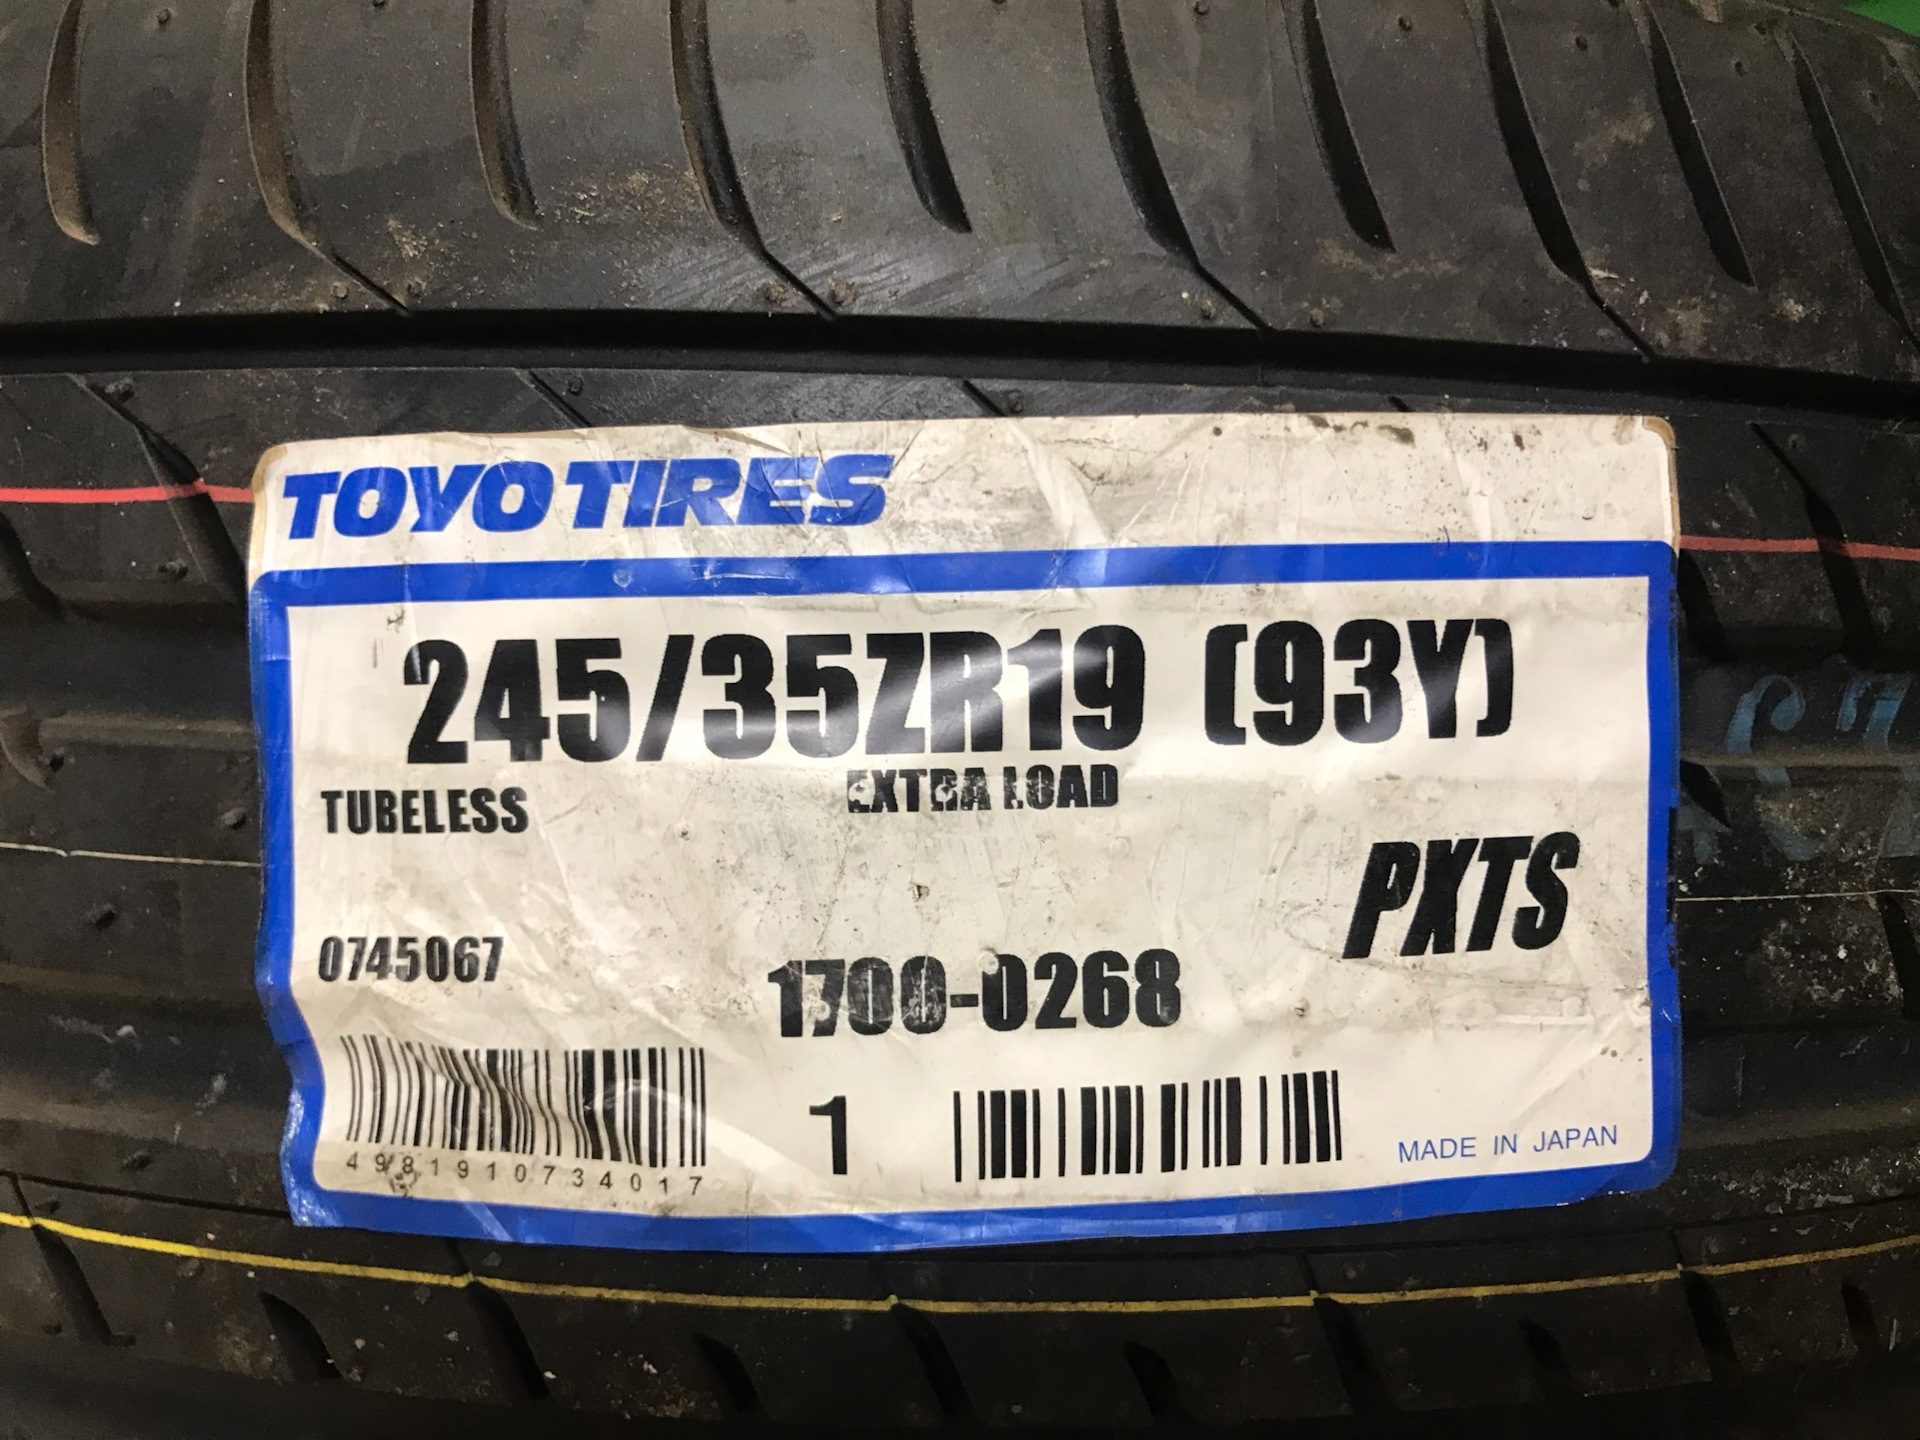 TOYO TIRES
245/35ZR19 (93Y)
EXTRA LOAD
TUBELESS
PXTS
0745067
1700-0268
1
4981910734017
MADE IN JAPAN